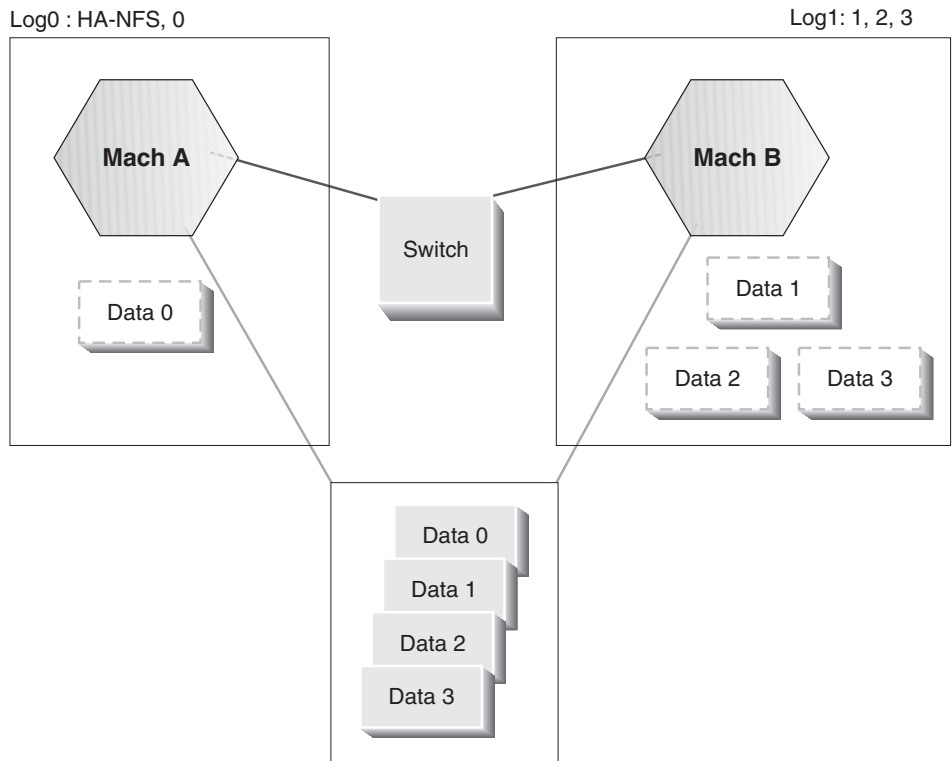 Log0 : HA-NFS, 0
Log1: 1, 2, 3
Mach A
Mach B
Switch
Data 0
Data 1
Data 2
Data 3
Data 0
Data 1
Data 2
Data 3